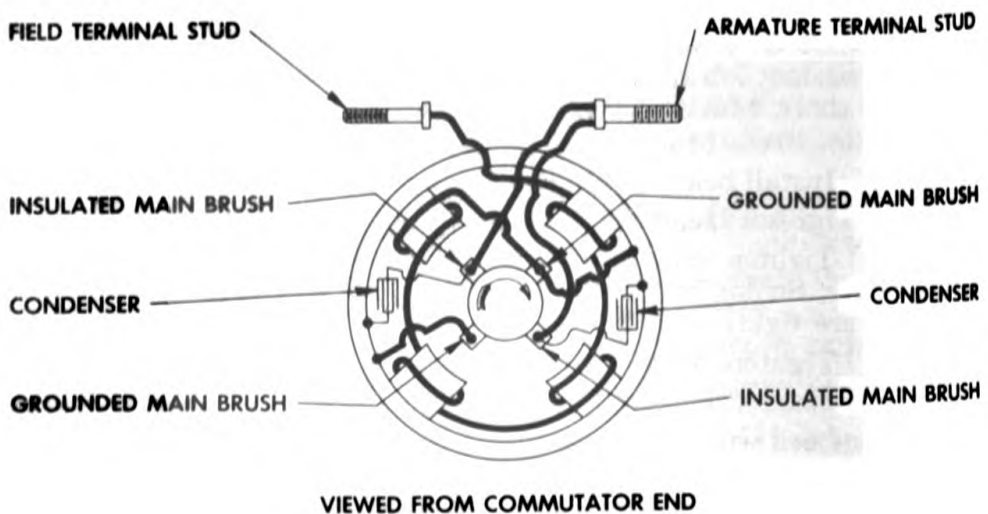 FIELD TERMINAL STUD
ARMATURE TERMINAL STUD
INSULATED MAIN BRUSH
GROUNDED MAIN BRUSH
CONDENSER
CONDENSER
GROUNDED MAIN BRUSH
INSULATED MAIN BRUSH
VIEWED FROM COMMUTATOR END